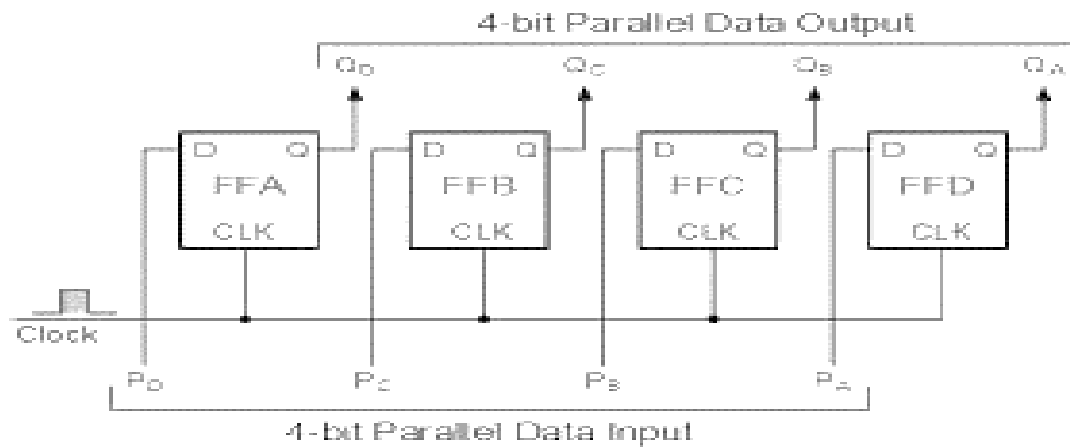 4-bit Parallel Data Output
QD QC QB QA
D Q D Q D Q D Q
FFA FFB FFC FFD
CLK CLK CLK CLK
Clock
PD PC PB PA
4-bit Parallel Data Input